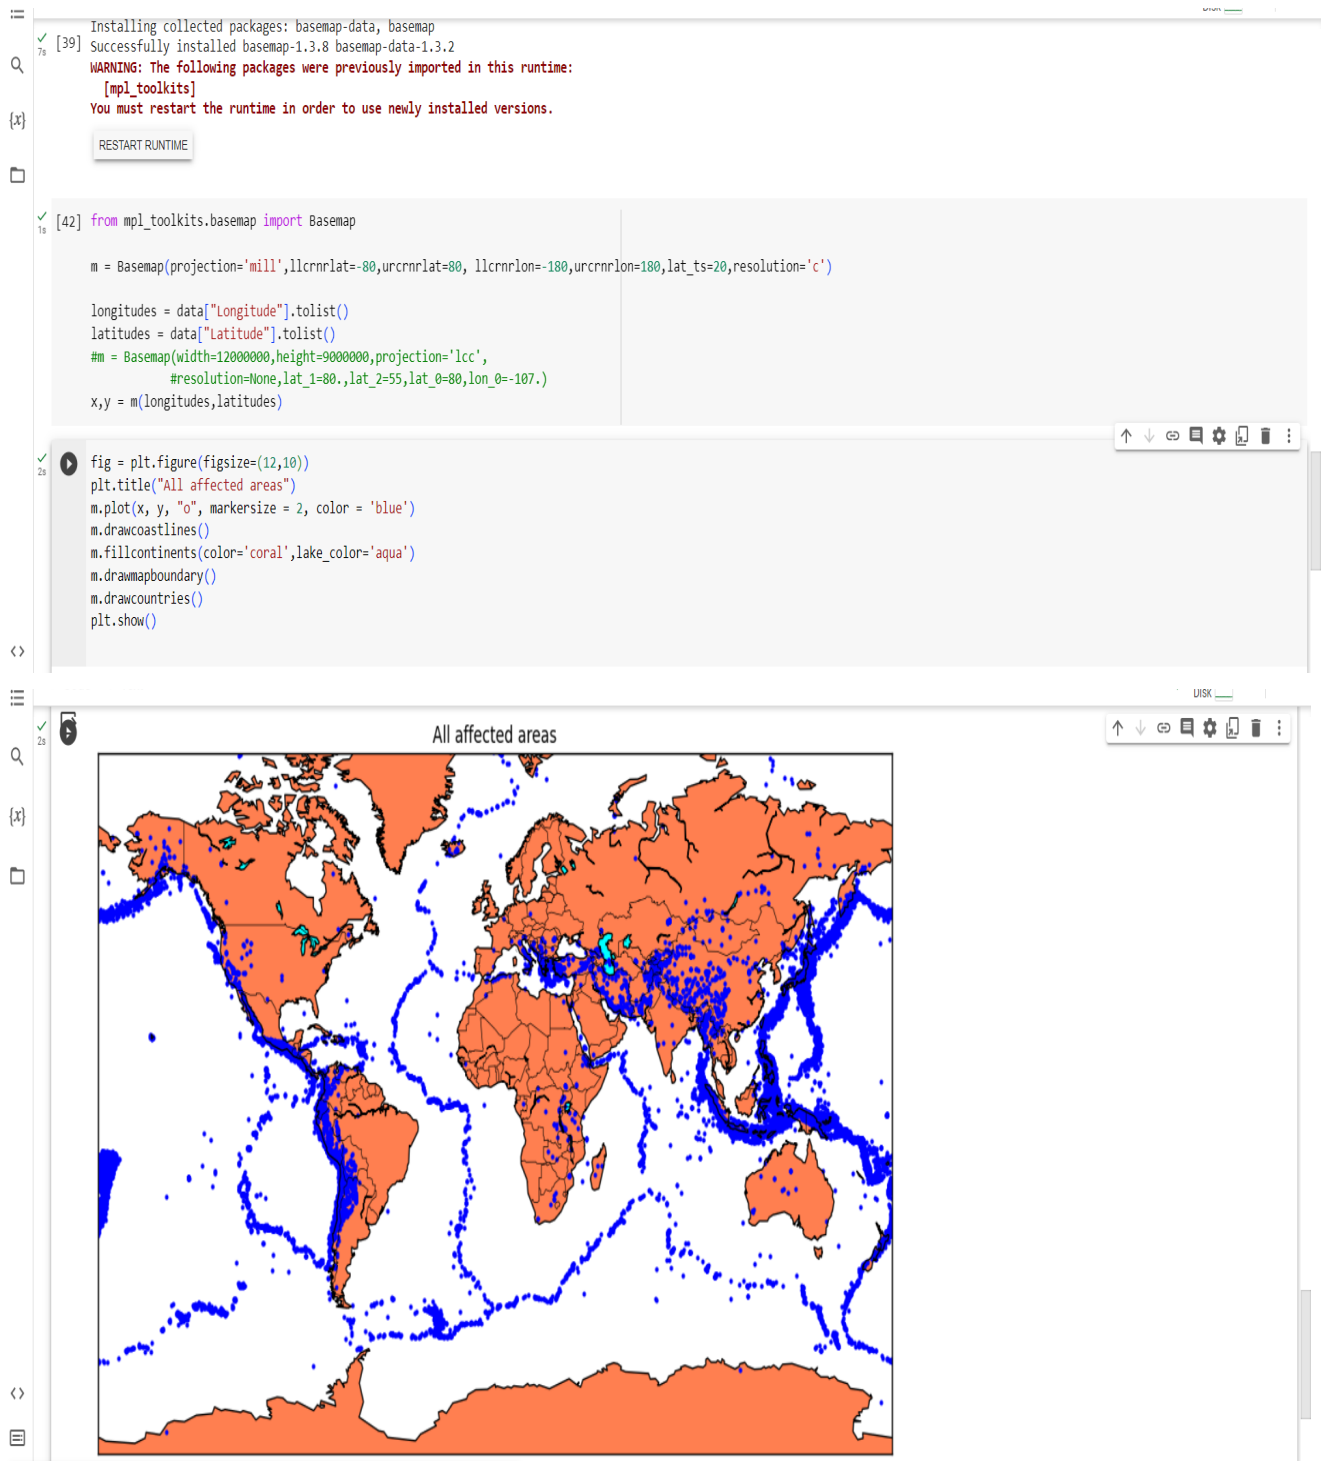 DISK
Installing collected packages: basemap-data, basemap
[39] Successfully installed basemap-1.3.8 basemap-data-1.3.2
7s
WARNING: The following packages were previously imported in this runtime:
[mpl_toolkits]
You must restart the runtime in order to use newly installed versions.
RESTART RUNTIME
{x}
1s
[42] from mpl_toolkits.basemap import Basemap
m = Basemap(projection='mill',llcrnrlat=-80,urcrnrlat=80, llcrnrlon=-180,urcrnrlon=180,lat_ts=20,resolution='c')
longitudes = data["Longitude"].tolist()
latitudes = data["Latitude"].tolist()
#m = Basemap(width=12000000,height=9000000,projection='lcc',
#resolution=None,lat_1=80.,lat_2=55,lat_0=80,lon_0=-107.)
x,y = m(longitudes,latitudes)
2s
fig = plt.figure(figsize=(12,10))
plt.title("All affected areas")
m.plot(x, y, "o", markersize = 2, color = 'blue')
m.drawcoastlines()
m.fillcontinents(color='coral',lake_color='aqua')
m.drawmapboundary()
m.drawcountries()
plt.show()
<>
DISK
2s
All affected areas
{x}
<>